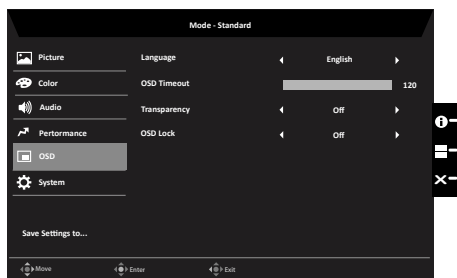 Mode - Standard
Picture
Language
English
Color
OSD Timeout
120
Audio
Transparency
Off
Pertormance
OSD Lock
Off
OSD
System
Save Settings to...
Move
Enter
Exit